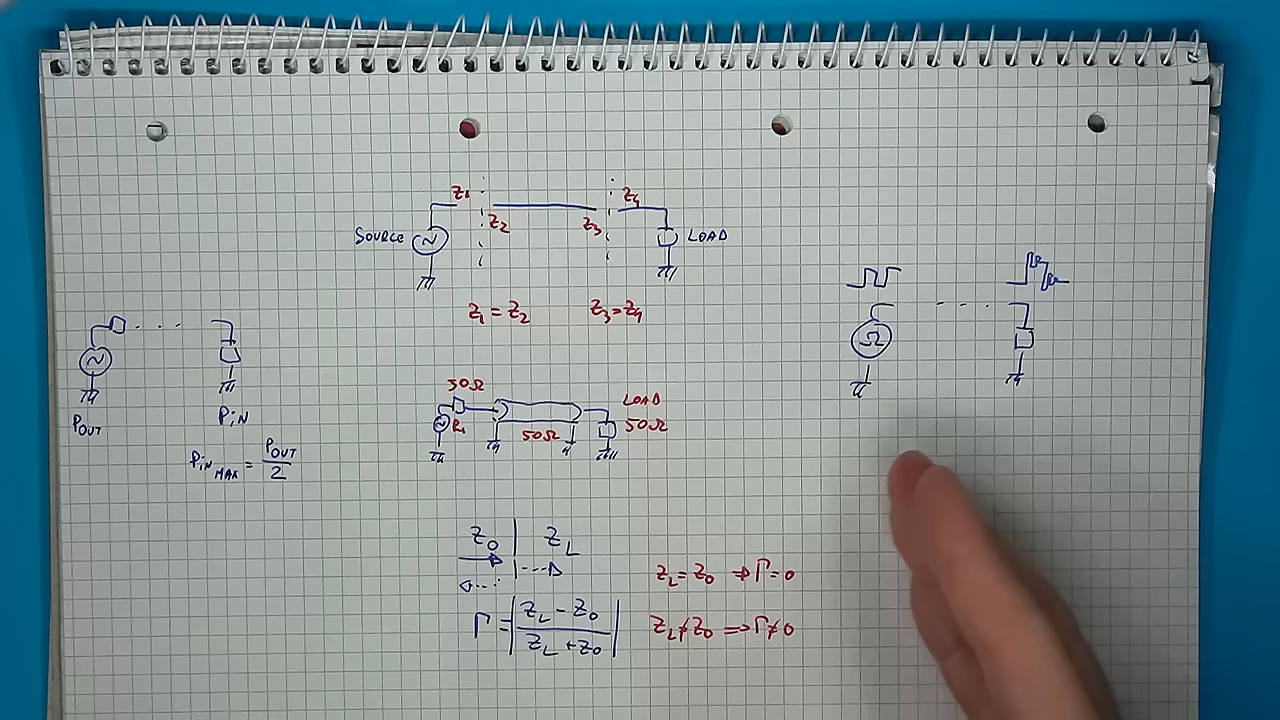 Z1 Z4
Z2 Z3
SOURCE LOAD
Z1 = Z2 Z3 = Z4
POUT PiN
PiN MAX = POUT / 2
50Ω
R1
50Ω
LOAD
50Ω
Ω
Z0 | ZL
Γ = | ZL - Z0 / ZL + Z0 |
ZL = Z0 ⇒ Γ = 0
ZL ≠ Z0 ⇒ Γ ≠ 0